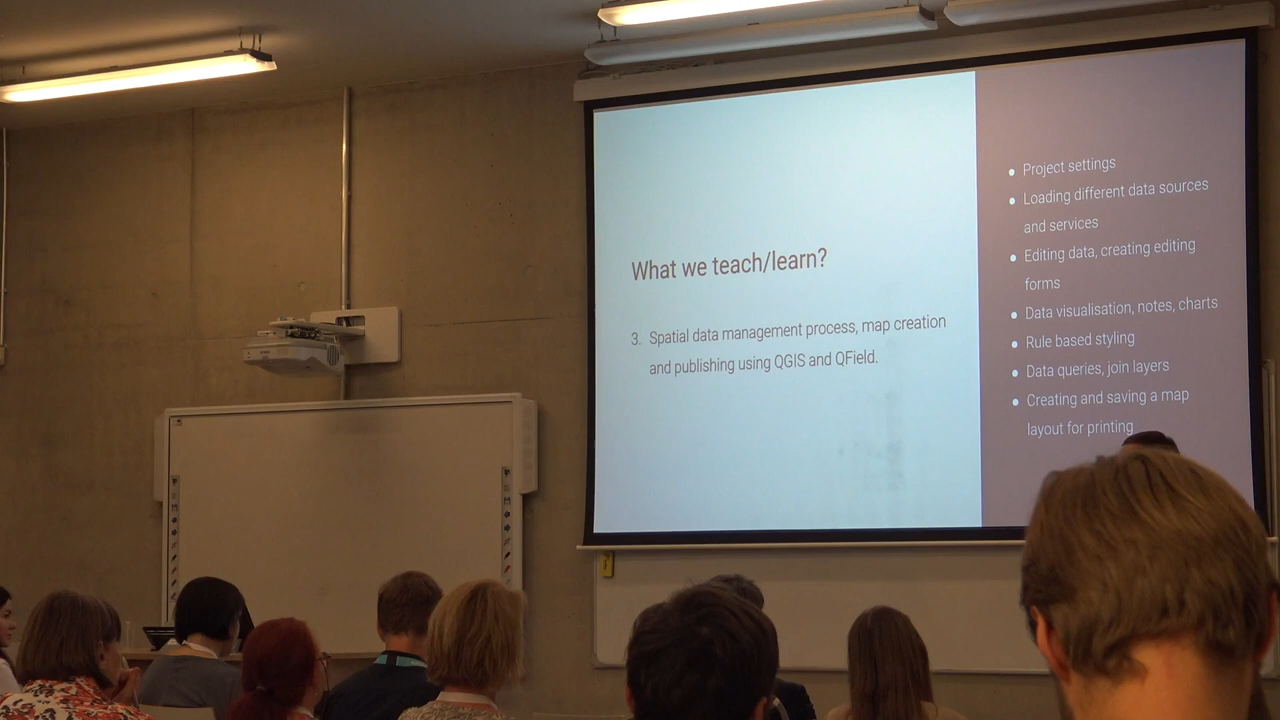 What we teach/learn?
3. Spatial data management process, map creation
and publishing using QGIS and QField.
• Project settings
• Loading different data sources
and services
• Editing data, creating editing
forms
• Data visualisation, notes, charts
• Rule based styling
• Data queries, join layers
• Creating and saving a map
layout for printing